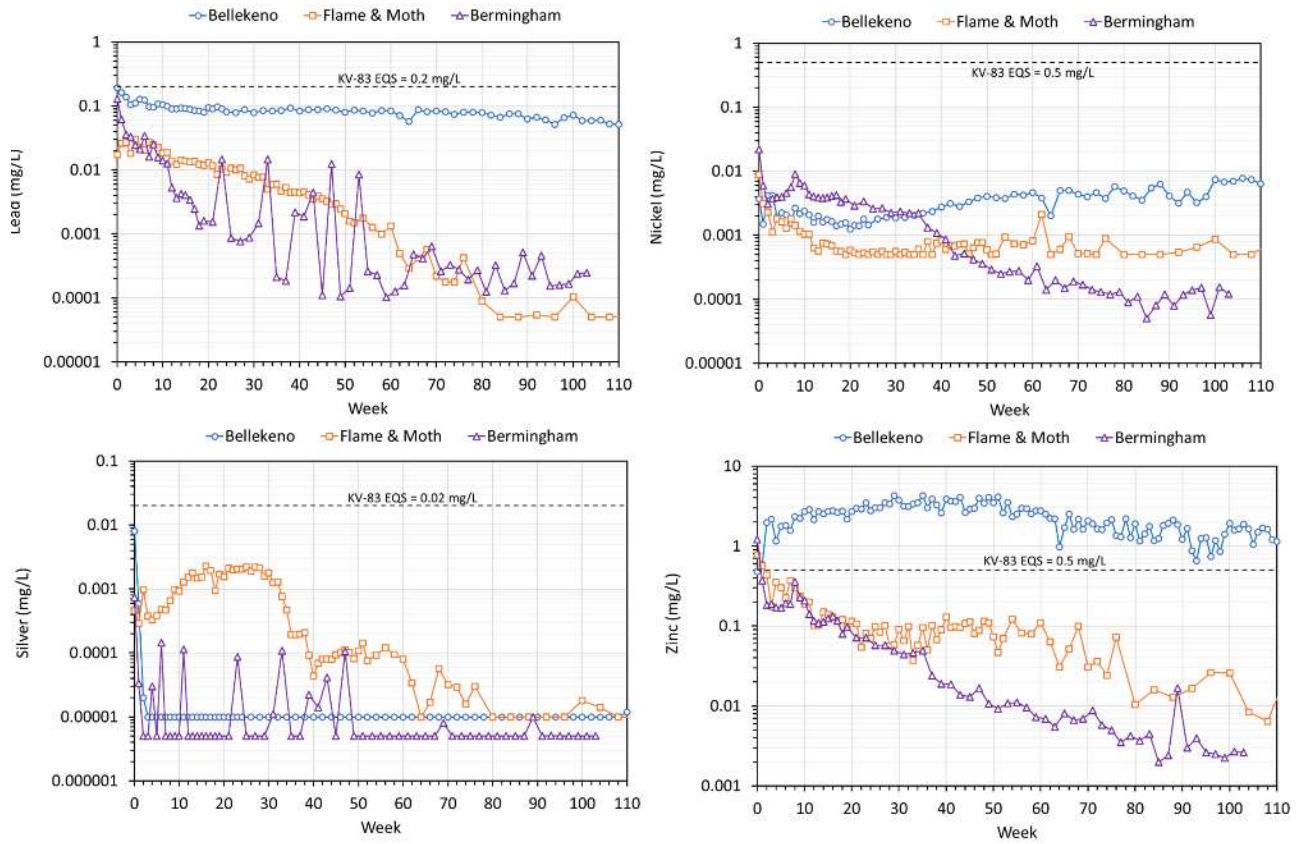 Bellekeno Flame & Moth Bermingham
1
KV-83 EQS = 0.2 mg/L
0.1
0.01
0.001
0.0001
0.00001
Lead (mg/L)
0 10 20 30 40 50 60 70 80 90 100 110
Week
Bellekeno Flame & Moth Bermingham
1
KV-83 EQS = 0.5 mg/L
0.1
0.01
0.001
0.0001
0.00001
Nickel (mg/L)
0 10 20 30 40 50 60 70 80 90 100 110
Week
Bellekeno Flame & Moth Bermingham
0.1
KV-83 EQS = 0.02 mg/L
0.01
0.001
0.0001
0.00001
0.000001
Silver (mg/L)
0 10 20 30 40 50 60 70 80 90 100 110
Week
Bellekeno Flame & Moth Bermingham
10
1
KV-83 EQS = 0.5 mg/L
0.1
0.01
0.001
Zinc (mg/L)
0 10 20 30 40 50 60 70 80 90 100 110
Week